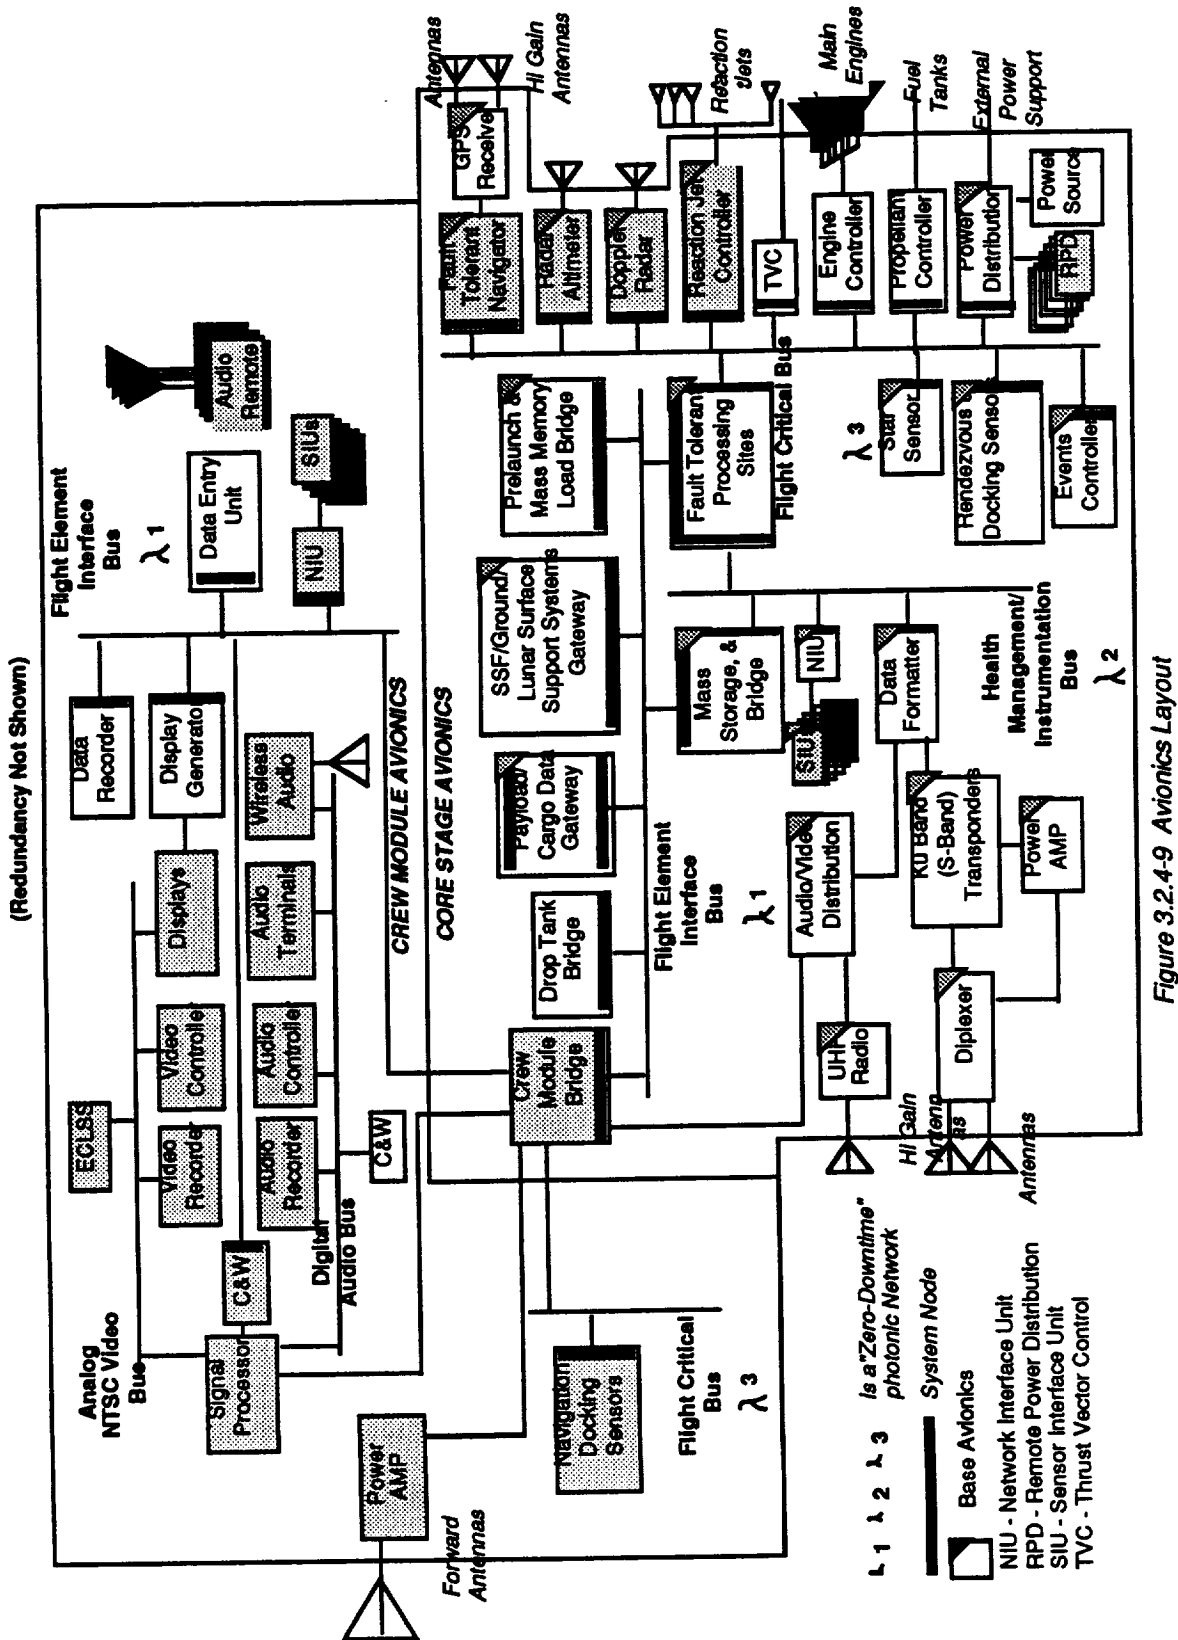 (Redundancy Not Shown)
Analog
NTSC Video
Bus
ECLSS
Video
Recorder
Video
Controller
Displays
Data
Recorder
Display
Generator
Flight Element
Interface
Bus
λ 1
Data Entry
Unit
Audio
Remote
NIU
SIUs
Signal
Processor
C&W
Audio
Recorder
Audio
Controller
Audio
Terminals
Wireless
Audio
Digital
Audio Bus
C&W
Power
AMP
Forward
Antennas
CREW MODULE AVIONICS
CORE STAGE AVIONICS
Navigation
Docking
Sensors
Flight Critical
Bus
λ 3
Crew
Module
Bridge
Drop Tank
Bridge
Payload/
Cargo Data
Gateway
SSF/Ground/
Lunar Surface
Support Systems
Gateway
Prelaunch &
Mass Memory
Load Bridge
Flight Element
Interface
Bus
λ 1
Mass
Storage, &
Bridge
Fault Tolerant
Processing
Sites
Flight Critical Bus
λ 3
Fault
Tolerant
Navigator
GPS
Receive
Antennas
Hi Gain
Antennas
Radar
Altmeter
Doppler
Radar
Reaction Jet
Controller
Reaction
Jets
TVC
Engine
Controller
Main
Engines
Propellant
Controller
Fuel
Tanks
Power
Distribution
External
Power
Support
RPD
Power
Source
Star
Sensor
Rendezvous &
Docking Sensors
Events
Controller
SIU
NIU
Data
Formatter
Health
Management/
Instrumentation
Bus
λ 2
Audio/Video
Distribution
UHF
Radio
KU Band
(S-Band)
Transponders
Power
AMP
Diplexer
Hi Gain
Antennas
Antennas
λ 1 λ 2 λ 3 Is a "Zero-Downtime"
photonic Network
System Node
Base Avionics
NIU - Network Interface Unit
RPD - Remote Power Distribution
SIU - Sensor Interface Unit
TVC - Thrust Vector Control
Figure 3.2.4-9 Avionics Layout